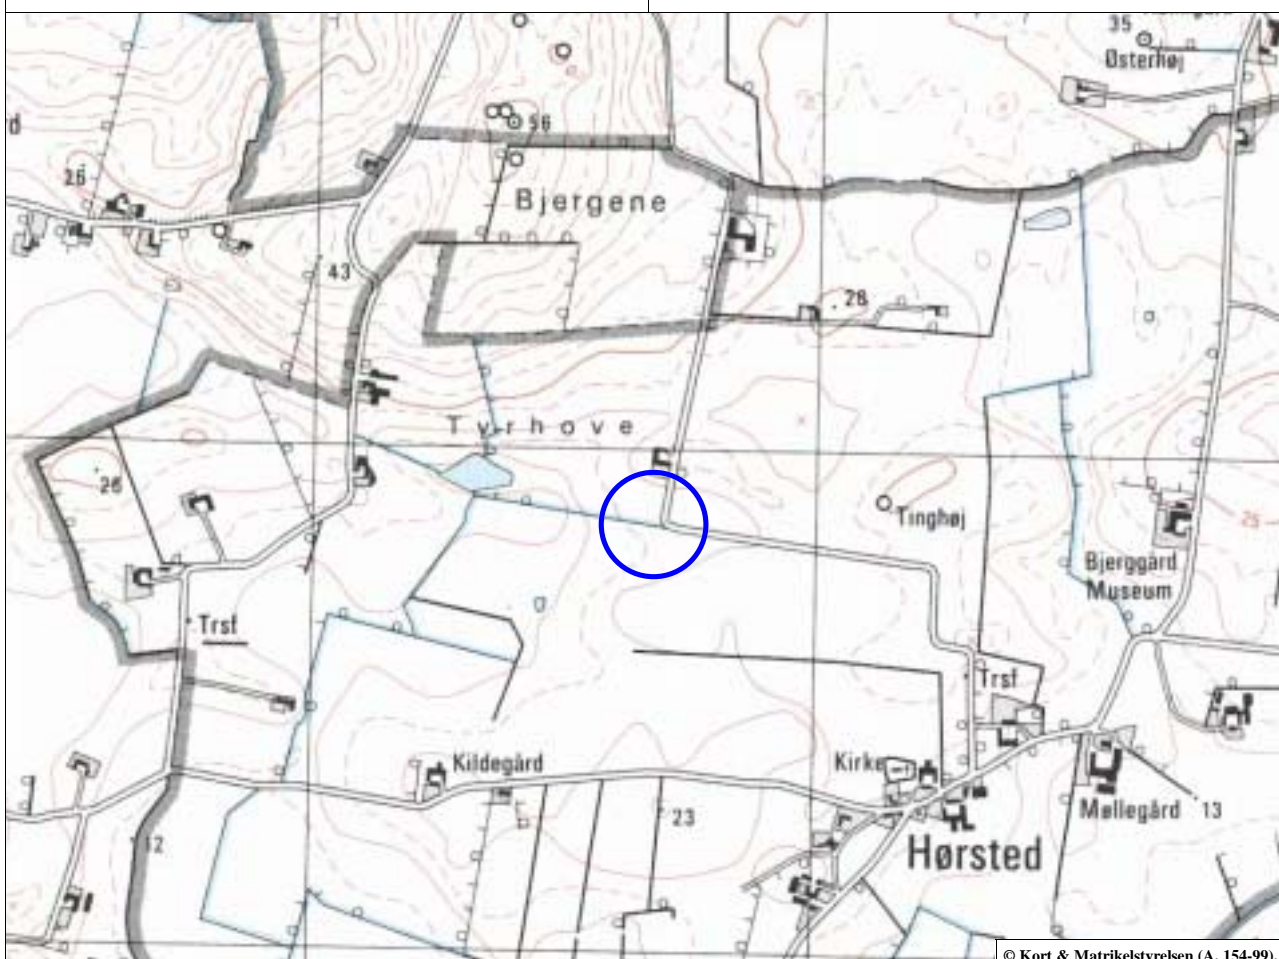 35
Østerhøj
d
56
26
Bjergene
43
28
Tyrhove
26
Tinghøj
25
Bjerggård
Museum
Trsf
Trsf
Kildegård
Kirke
23
Møllegård
13
12
Hørsted
© Kort & Matrikelstyrelsen (A. 154-99).